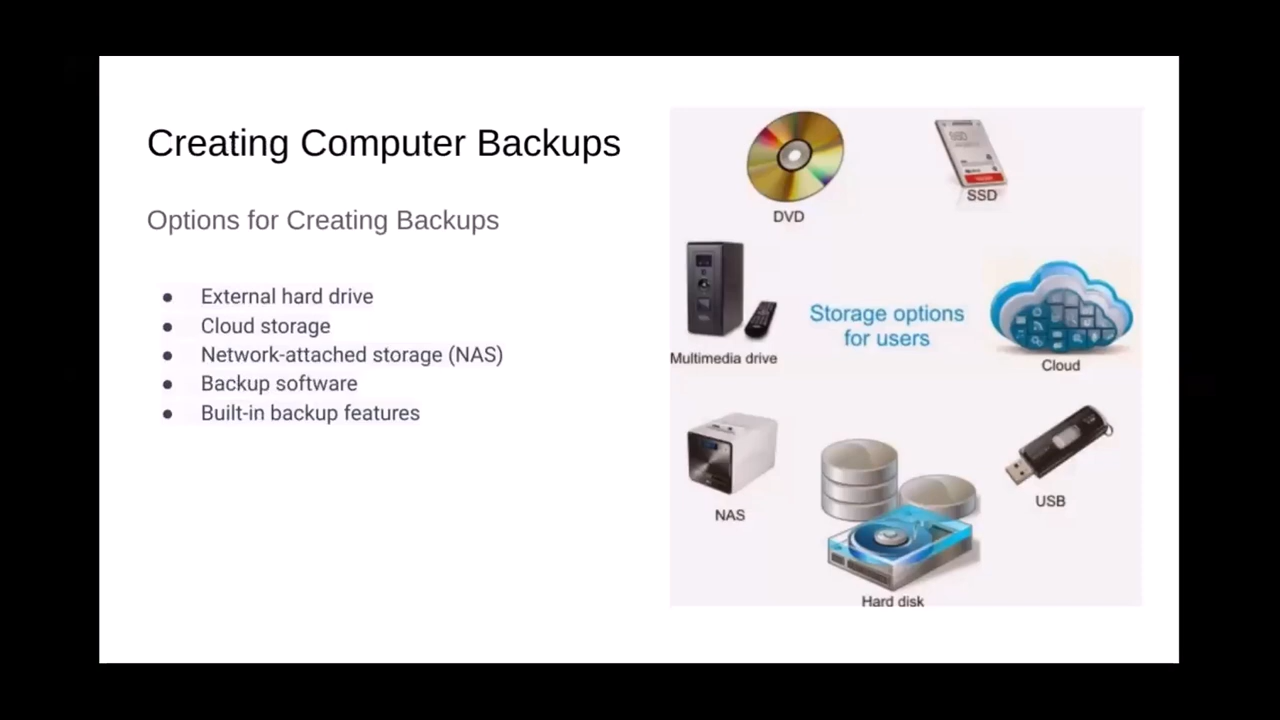 Creating Computer Backups
Options for Creating Backups
● External hard drive
● Cloud storage
● Network-attached storage (NAS)
● Backup software
● Built-in backup features
DVD
SSD
SSD
Multimedia drive
Storage options
for users
Cloud
NAS
USB
Hard disk